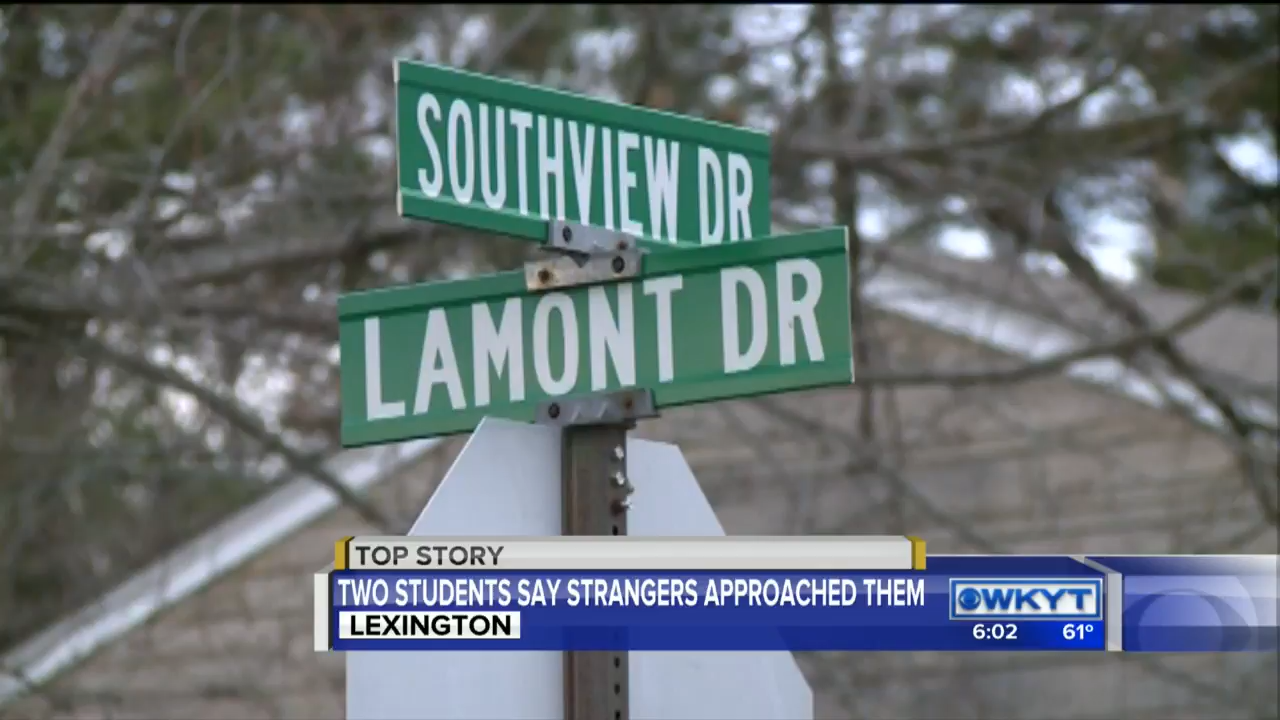 SOUTHVIEW DR
LAMONT DR
TOP STORY
TWO STUDENTS SAY STRANGERS APPROACHED THEM
LEXINGTON
WKYT
6:02 61°